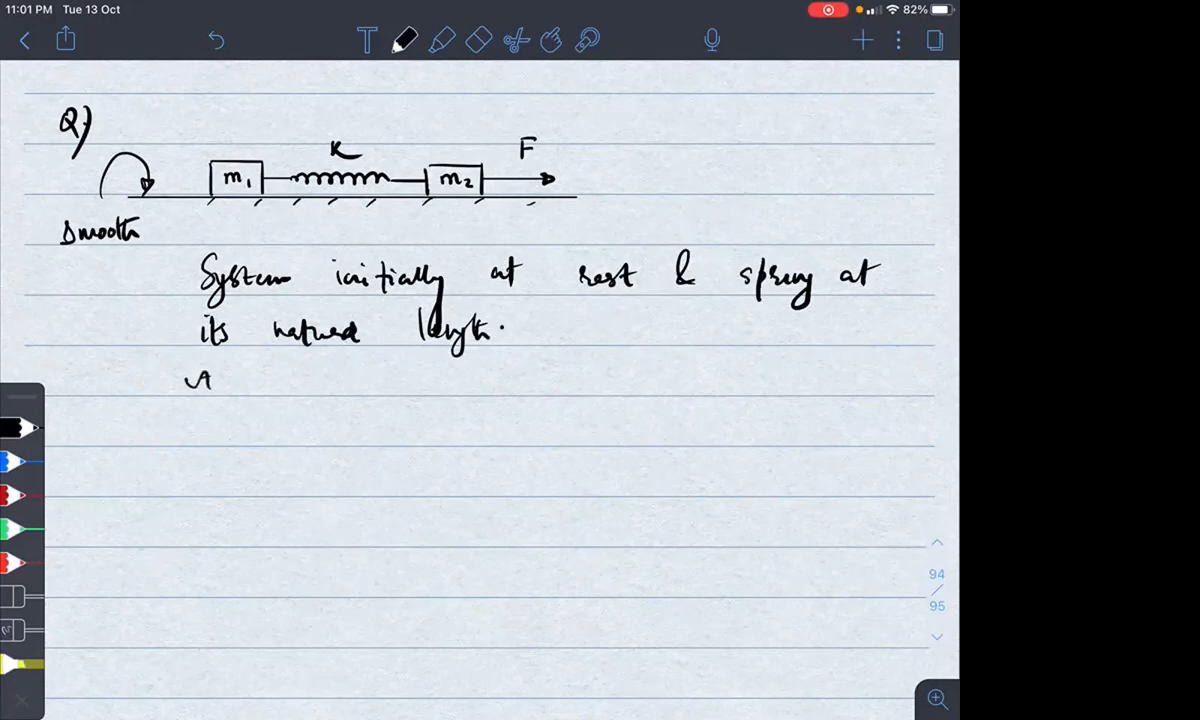 11:01 PM Tue 13 Oct 82%
Q)
K
F
m1 m2
Smooth
System initially at rest & spring at
its natural length.
94
/
95